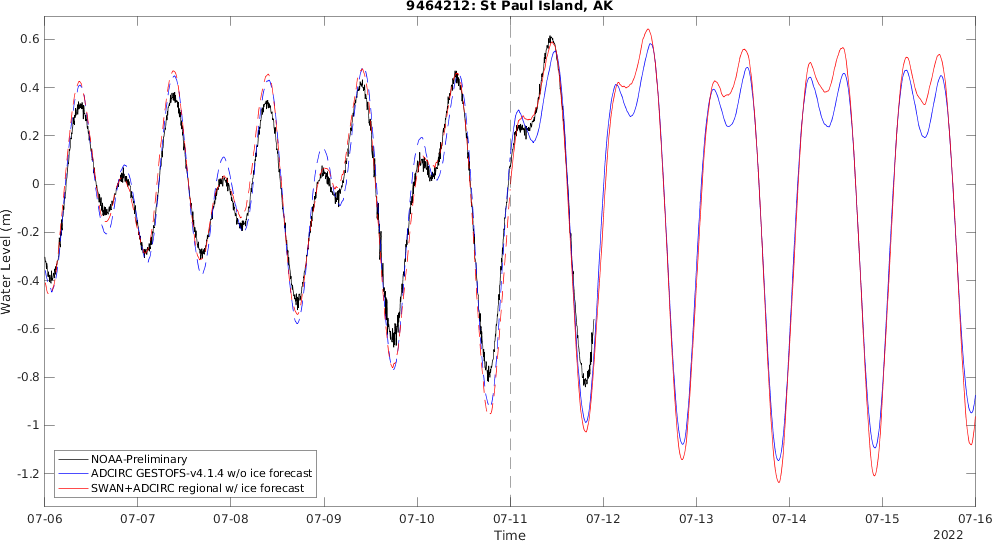 9464212: St Paul Island, AK
Water Level (m)
0.6
0.4
0.2
0
-0.2
-0.4
-0.6
-0.8
-1
-1.2
NOAA-Preliminary
ADCIRC GESTOFS-v4.1.4 w/o ice forecast
SWAN+ADCIRC regional w/ ice forecast
07-06 07-07 07-08 07-09 07-10 07-11 07-12 07-13 07-14 07-15 07-16
Time
2022